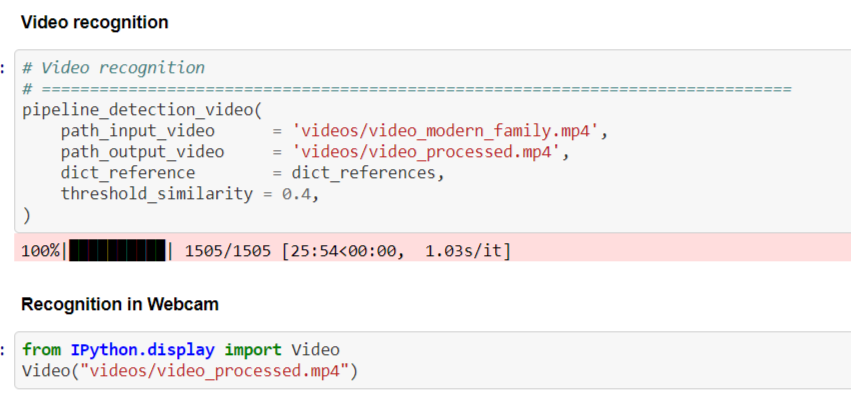 Video recognition
: # Video recognition
# ==============================================================================
pipeline_detection_video(
    path_input_video      = 'videos/video_modern_family.mp4',
    path_output_video     = 'videos/video_processed.mp4',
    dict_reference        = dict_references,
    threshold_similarity = 0.4,
)
100%|██████████| 1505/1505 [25:54<00:00,  1.03s/it]
Recognition in Webcam
: from IPython.display import Video
Video("videos/video_processed.mp4")